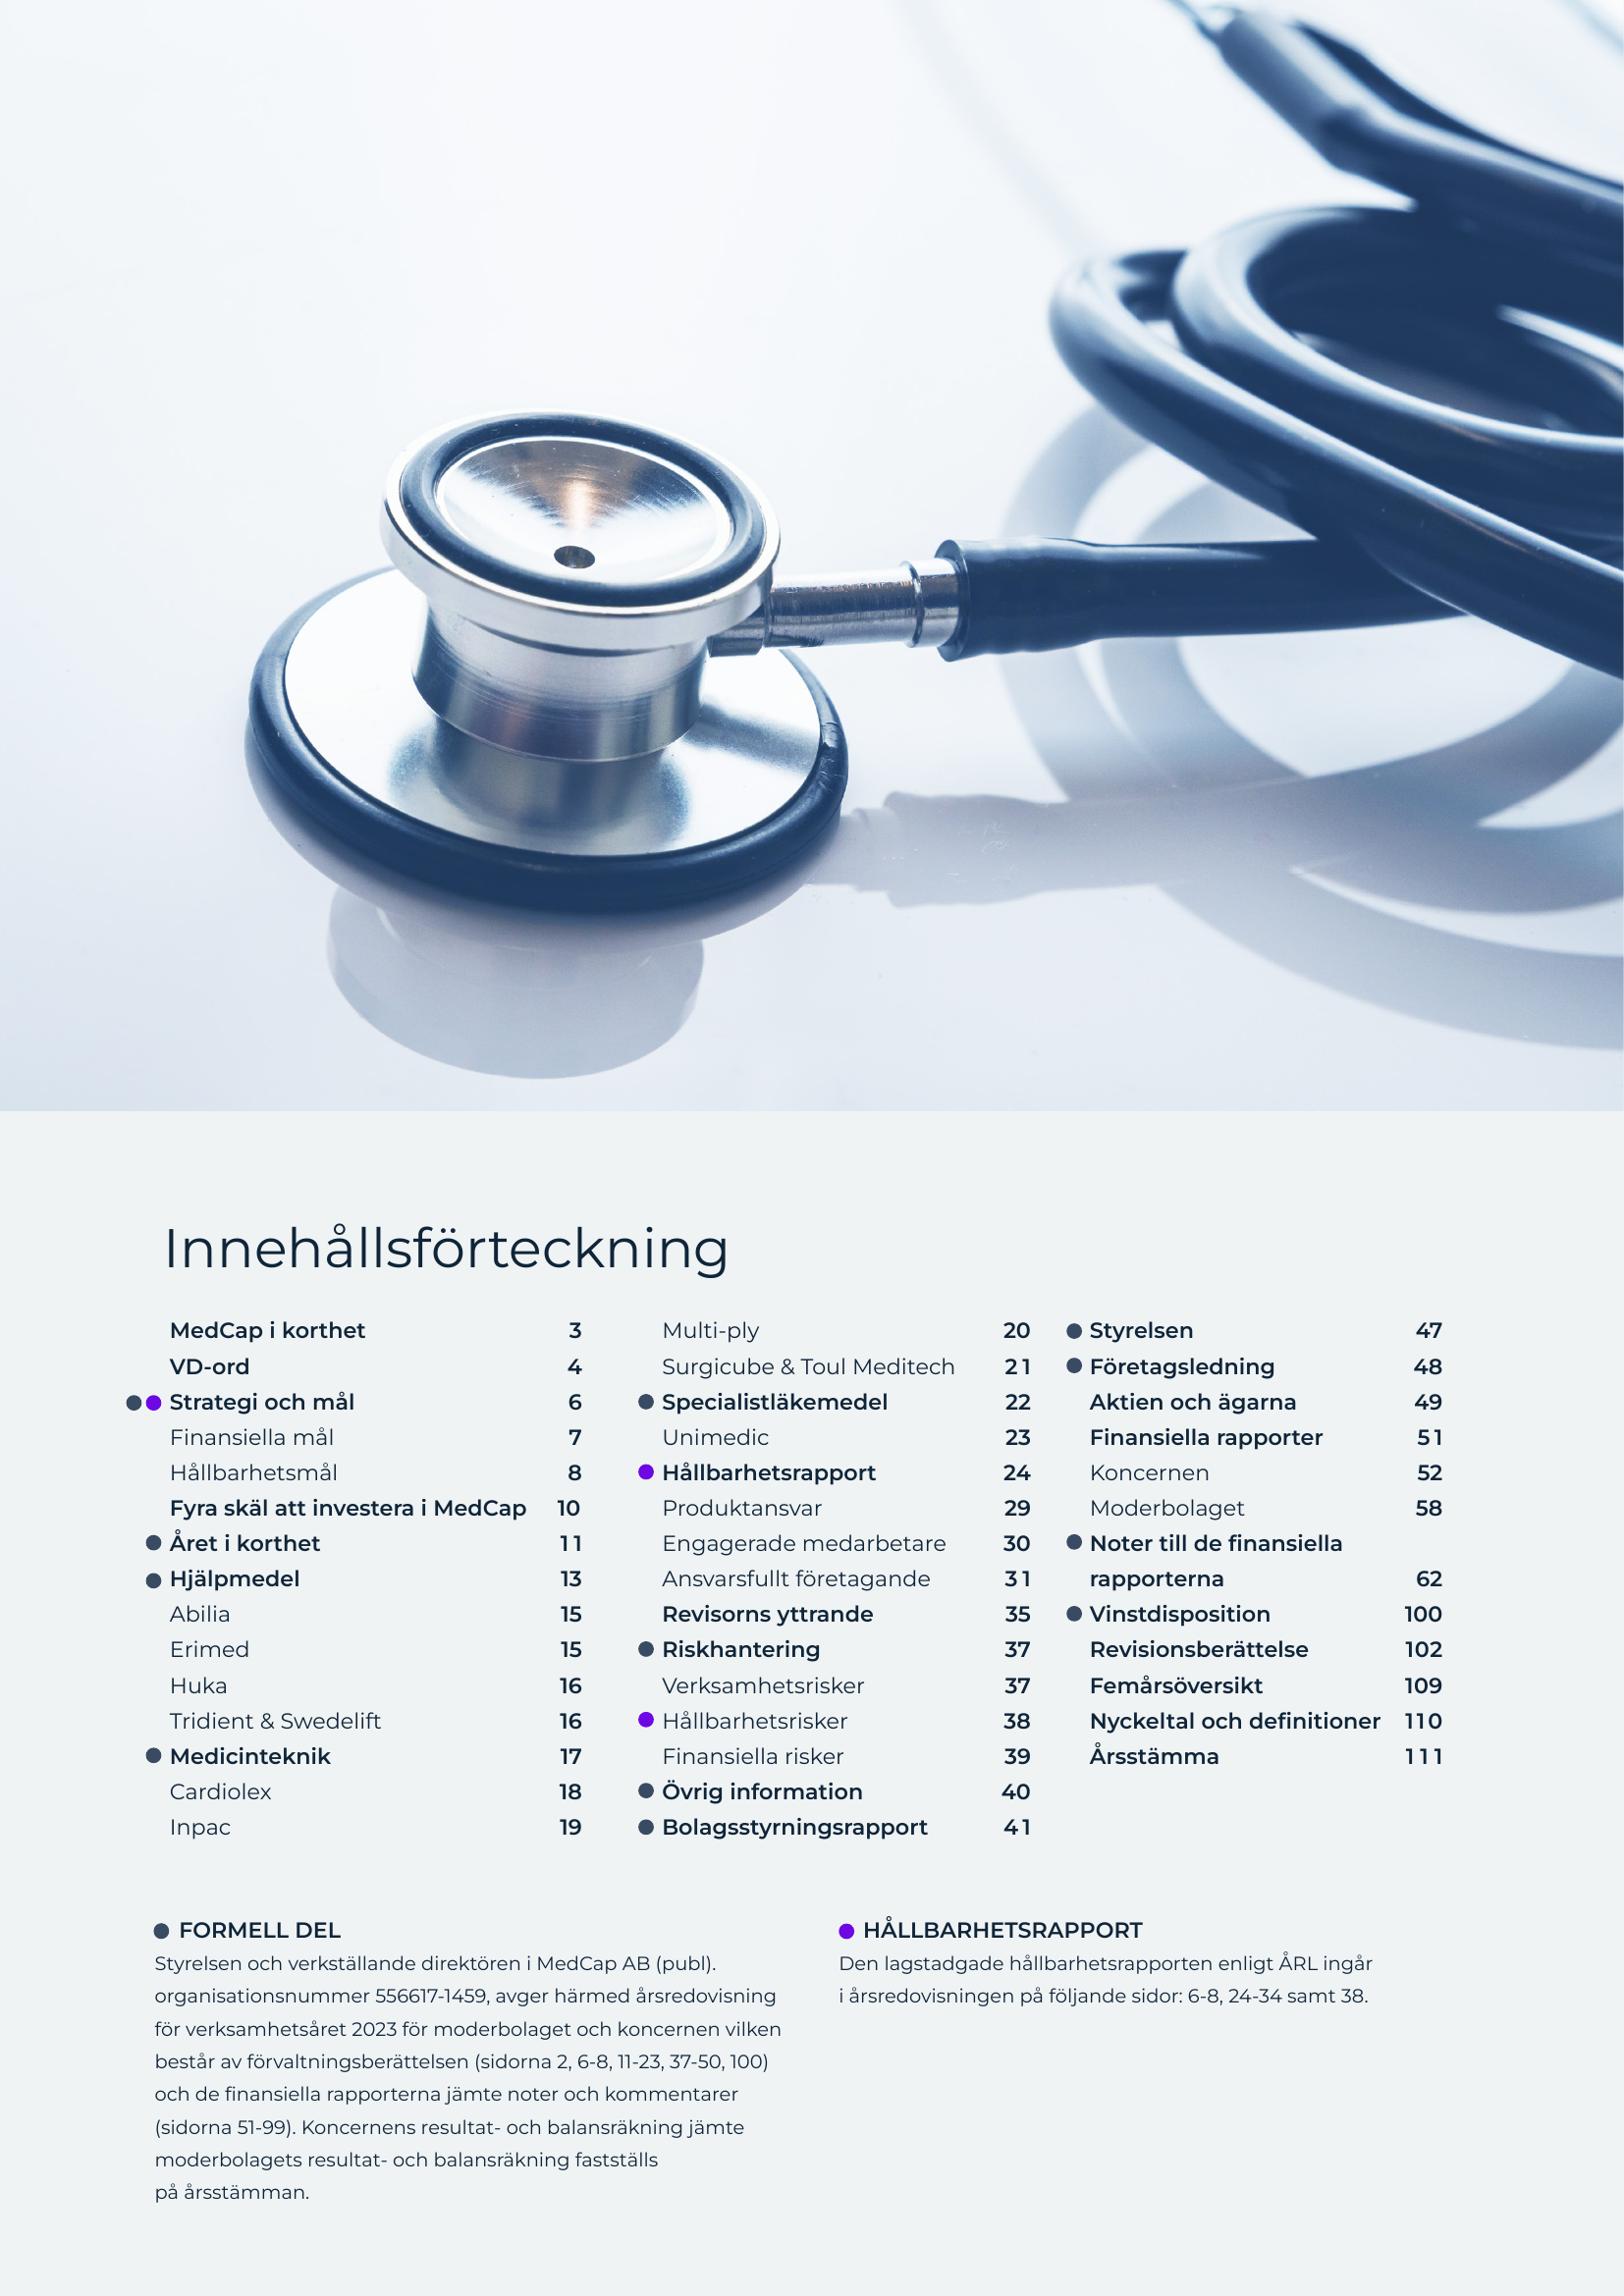 Innehållsförteckning
MedCap i korthet 3
VD-ord 4
Strategi och mål 6
Finansiella mål 7
Hållbarhetsmål 8
Fyra skäl att investera i MedCap 10
Året i korthet 11
Hjälpmedel 13
Abilia 15
Erimed 15
Huka 16
Trident & Swedelift 16
Medicinteknik 17
Cardiolex 18
Inpac 19
Multi-ply 20
Surgicube & Toul Meditech 21
Specialistläkemedel 22
Unimedic 23
Hållbarhetsrapport 24
Produktansvar 29
Engagerade medarbetare 30
Ansvarsfullt företagande 31
Revisorns yttrande 35
Riskhantering 37
Verksamhetsrisker 37
Hållbarhetsrisker 38
Finansiella risker 39
Övrig information 40
Bolagsstyrningsrapport 41
Styrelsen 47
Företagsledning 48
Aktien och ägarna 49
Finansiella rapporter 51
Koncernen 52
Moderbolaget 58
Noter till de finansiella
rapporterna 62
Vinstdisposition 100
Revisionsberättelse 102
Femårsöversikt 109
Nyckeltal och definitioner 110
Årsstämma 111
FORMELL DEL
Styrelsen och verkställande direktören i MedCap AB (publ).
organisationsnummer 556617-1459, avger härmed årsredovisning
för verksamhetsåret 2023 för moderbolaget och koncernen vilken
består av förvaltningsberättelsen (sidorna 2, 6-8, 11-23, 37-50, 100)
och de finansiella rapporterna jämte noter och kommentarer
(sidorna 51-99). Koncernens resultat- och balansräkning jämte
moderbolagets resultat- och balansräkning fastställs
på årsstämman.
HÅLLBARHETSRAPPORT
Den lagstadgade hållbarhetsrapporten enligt ÅRL ingår
i årsredovisningen på följande sidor: 6-8, 24-34 samt 38.